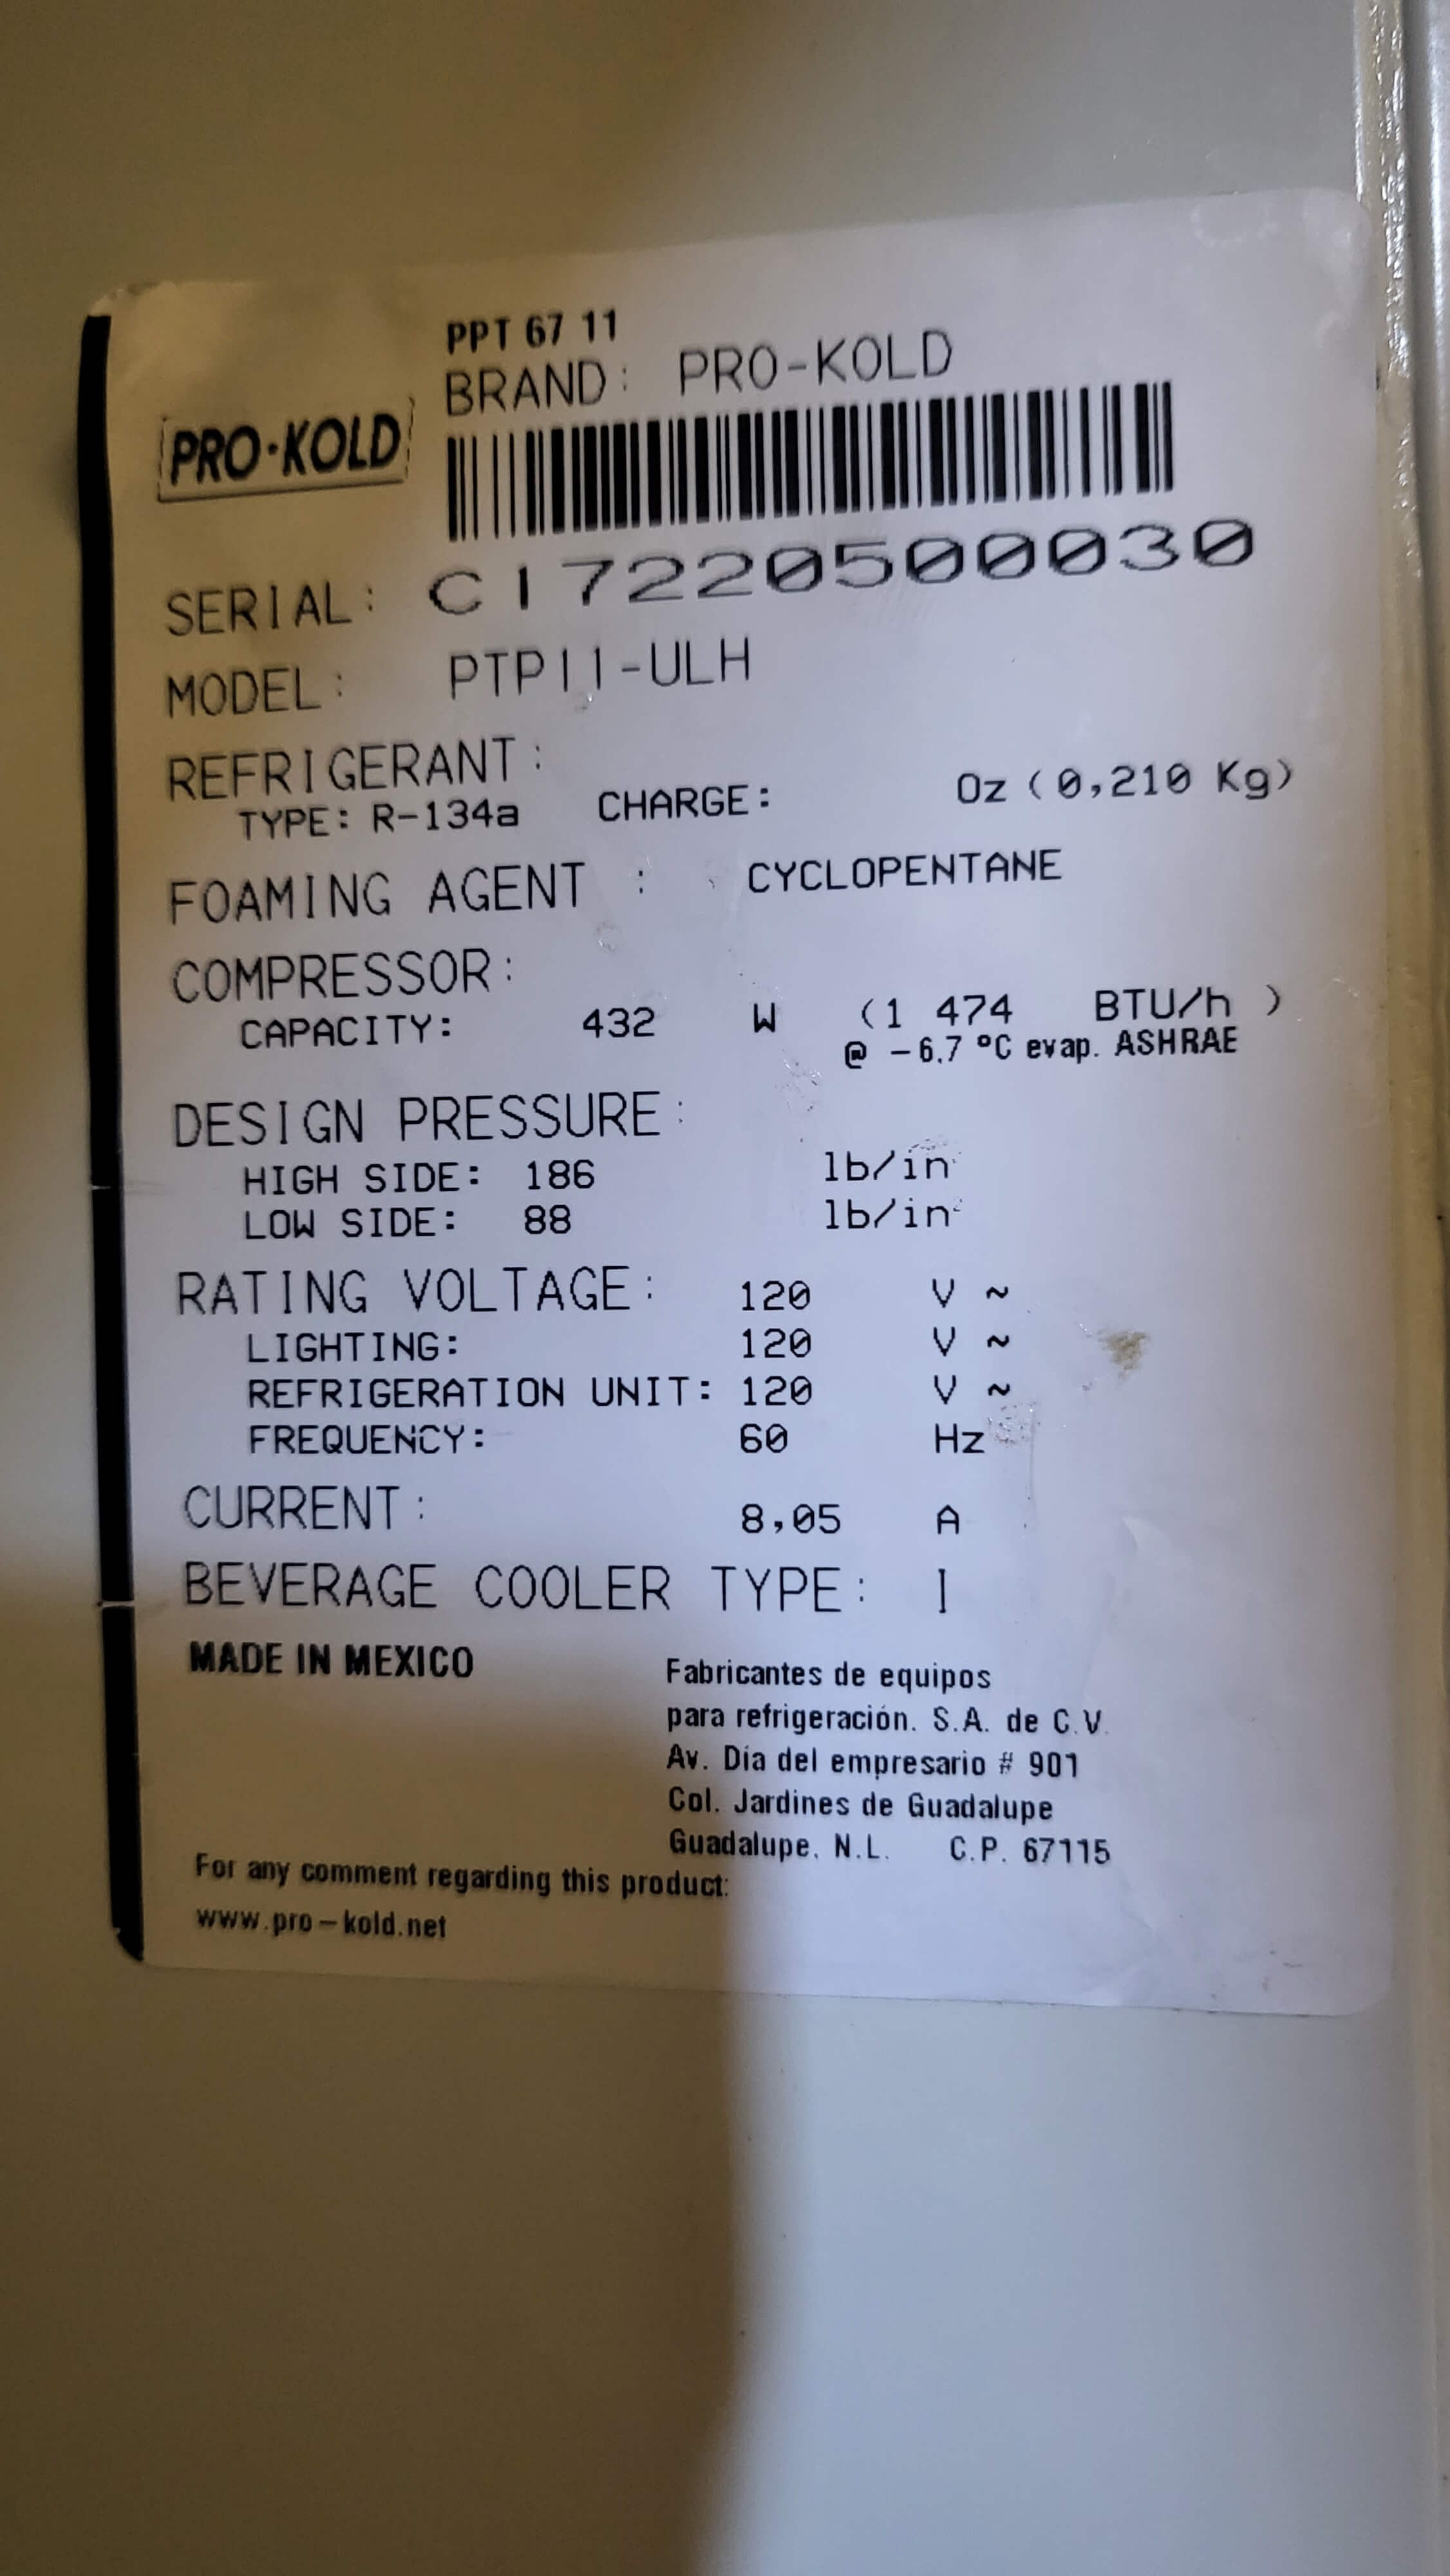 PPT 67 11
BRAND: PRO-KOLD
PRO·KOLD
SERIAL: C17220500030
MODEL: PTP11-ULH
REFRIGERANT:
TYPE: R-134a CHARGE: Oz (0,210 Kg)
FOAMING AGENT : CYCLOPENTANE
COMPRESSOR:
CAPACITY: 432 W (1 474 BTU/h )
@ -6.7 °C evap. ASHRAE
DESIGN PRESSURE:
HIGH SIDE: 186 lb/in²
LOW SIDE: 88 lb/in²
RATING VOLTAGE: 120 V ~
LIGHTING: 120 V ~
REFRIGERATION UNIT: 120 V ~
FREQUENCY: 60 Hz
CURRENT: 8,05 A
BEVERAGE COOLER TYPE: I
MADE IN MEXICO
Fabricantes de equipos
para refrigeración. S.A. de C.V.
Av. Día del empresario # 901
Col. Jardines de Guadalupe
Guadalupe. N.L. C.P. 67115
For any comment regarding this product:
www.pro-kold.net